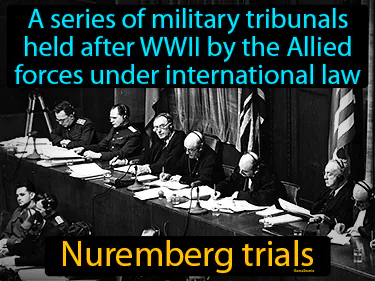 A series of military tribunals
held after WWII by the Allied
forces under international law
Nuremberg trials